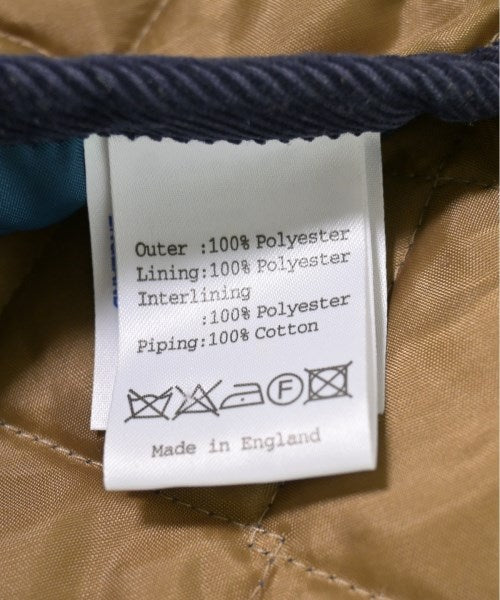 Outer :100% Polyester
Lining:100% Polyester
Interlining
:100% Polyester
Piping:100% Cotton
F
Made in England